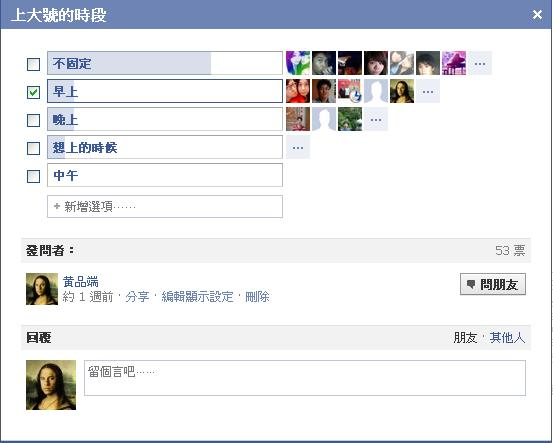 上大號的時段
不固定
早上
晚上
想上的時候
中午
+ 新增選項……
發問者：
53 票
黃品端
約 1 週前 · 分享 · 編輯顯示設定 · 刪除
問朋友
回覆
朋友 · 其他人
留個言吧……